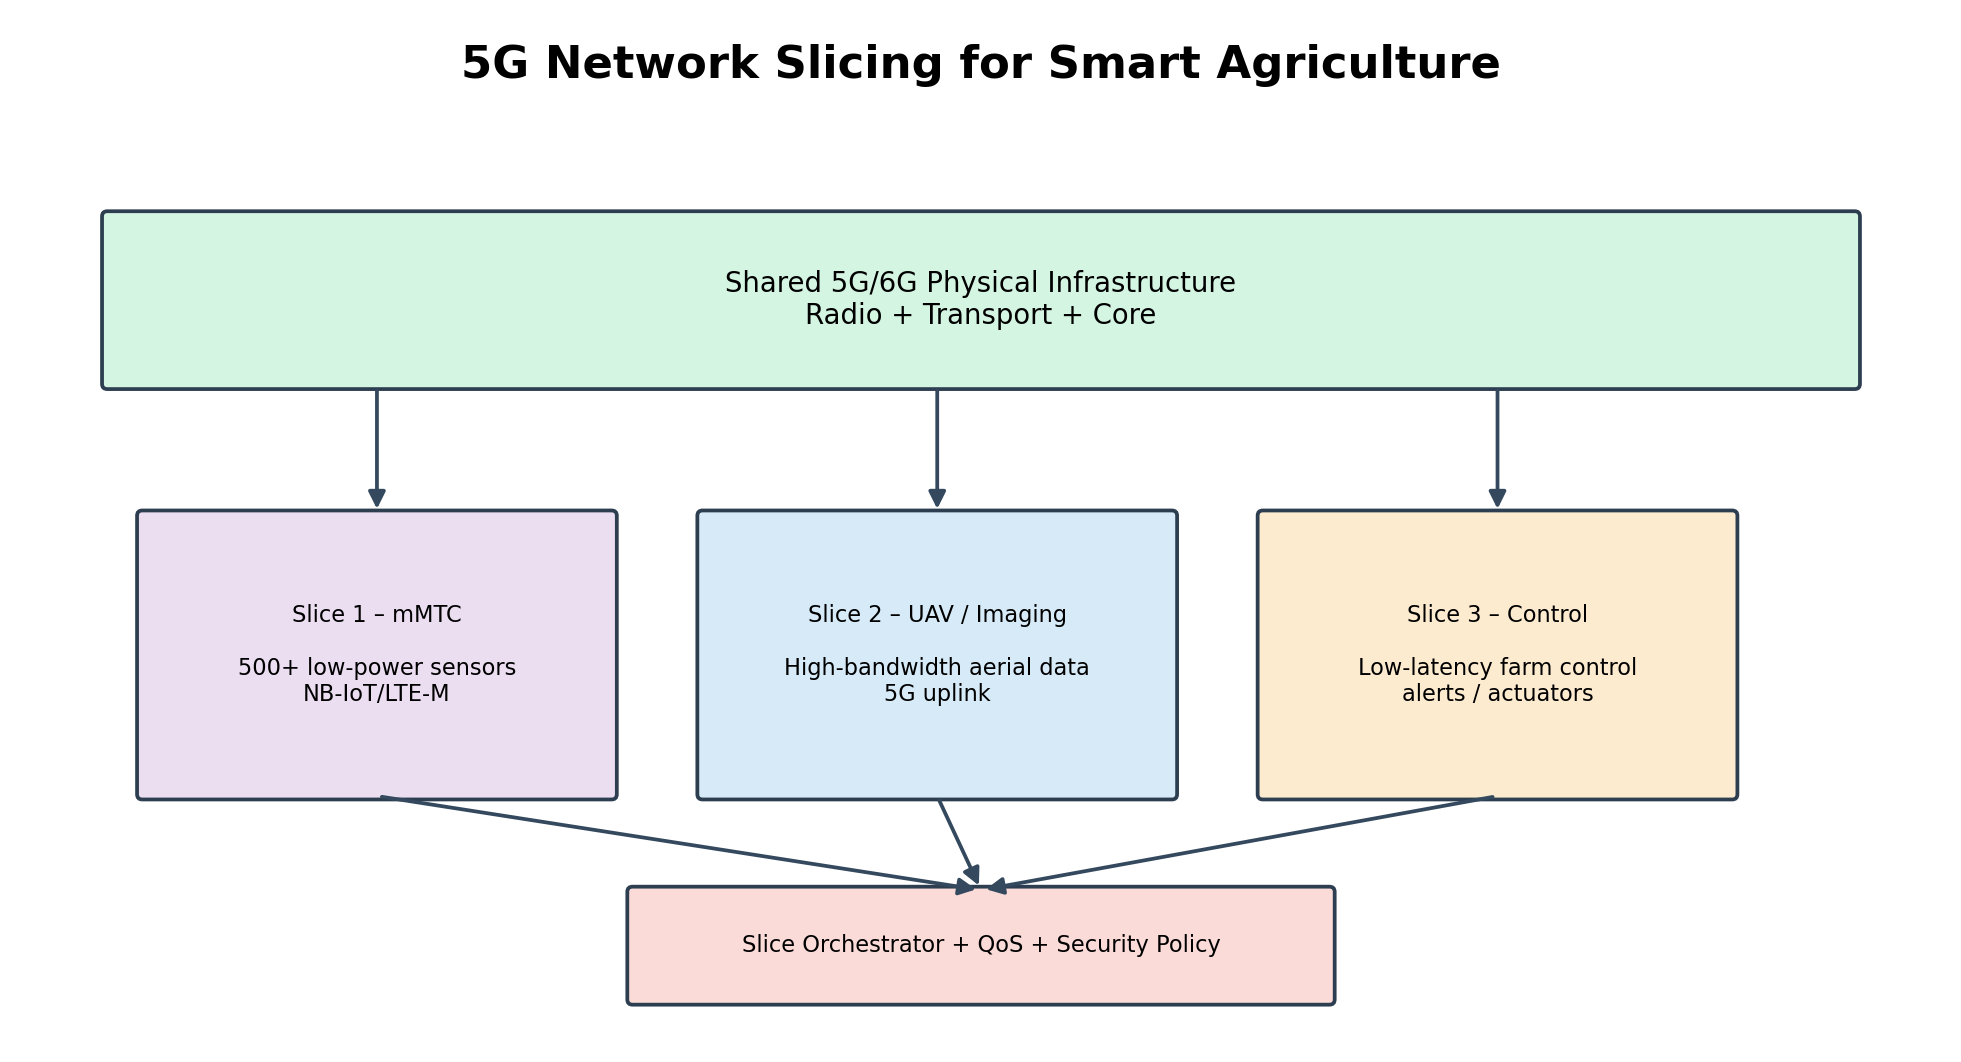 5G Network Slicing for Smart Agriculture
Shared 5G/6G Physical Infrastructure
Radio + Transport + Core
Slice 1 – mMTC
500+ low-power sensors
NB-IoT/LTE-M
Slice 2 – UAV / Imaging
High-bandwidth aerial data
5G uplink
Slice 3 – Control
Low-latency farm control
alerts / actuators
Slice Orchestrator + QoS + Security Policy